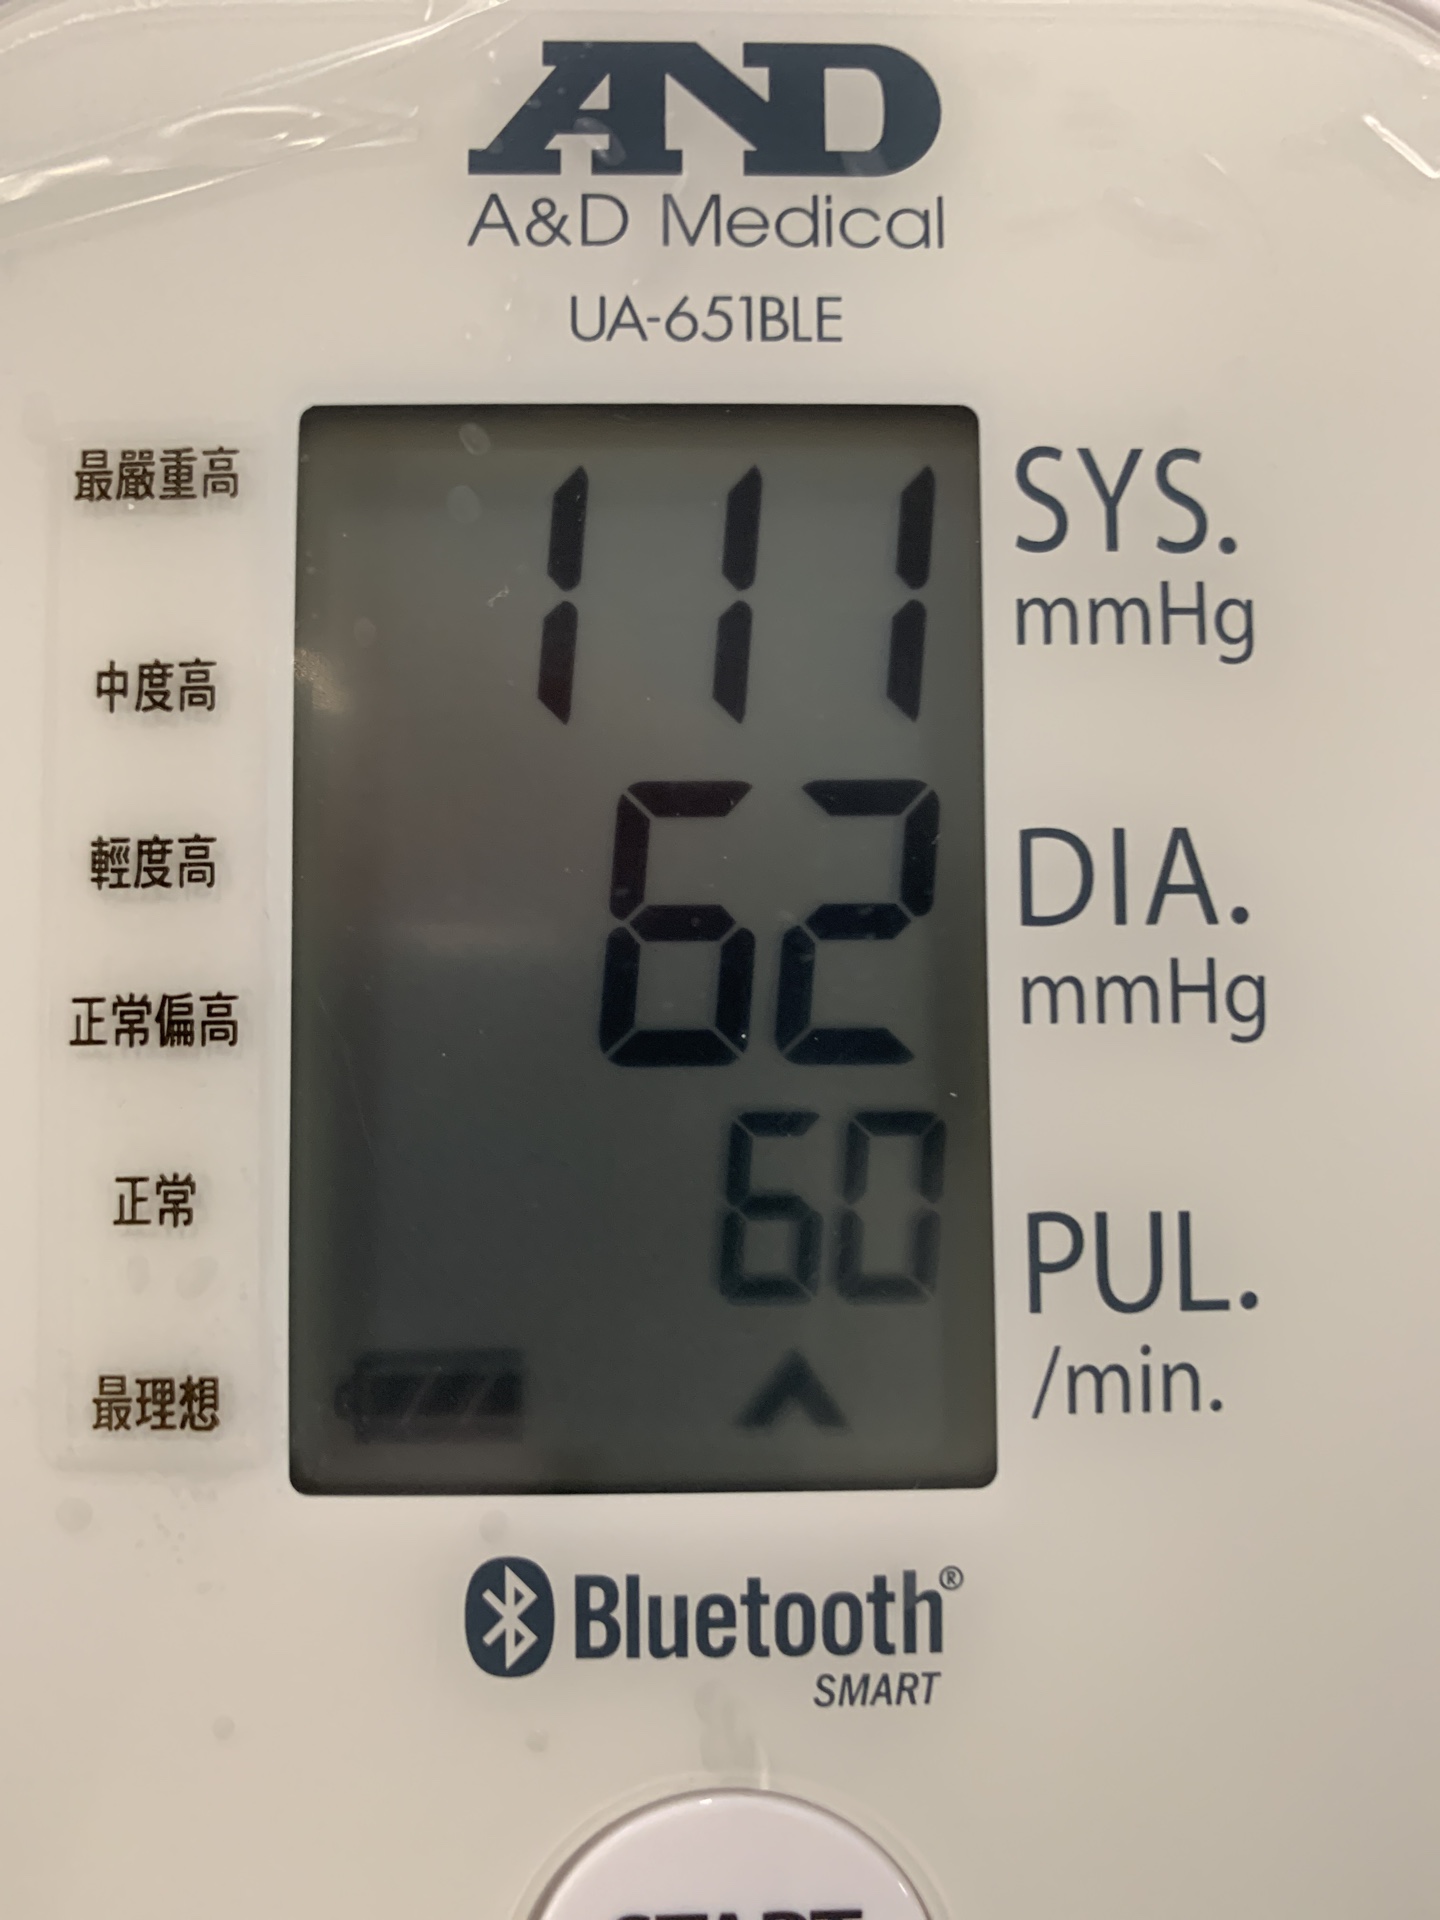 AND
A&D Medical
UA-651BLE
最嚴重高
中度高
輕度高
正常偏高
正常
最理想
111
62
60
SYS.
mmHg
DIA.
mmHg
PUL.
/min.
Bluetooth®
SMART
START